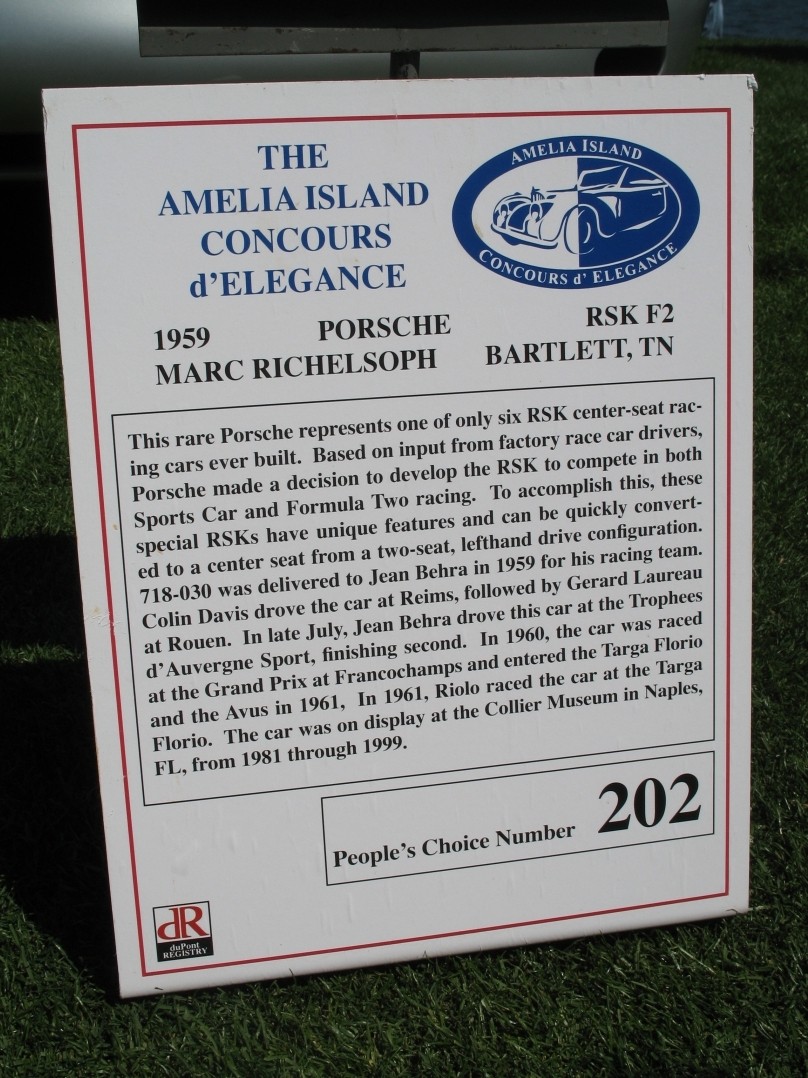 THE
AMELIA ISLAND
CONCOURS
d'ELEGANCE
AMELIA ISLAND
CONCOURS d' ELEGANCE
1959 PORSCHE RSK F2
MARC RICHELSOPH BARTLETT, TN
This rare Porsche represents one of only six RSK center-seat rac-
ing cars ever built. Based on input from factory race car drivers,
Porsche made a decision to develop the RSK to compete in both
Sports Car and Formula Two racing. To accomplish this, these
special RSKs have unique features and can be quickly convert-
ed to a center seat from a two-seat, lefthand drive configuration.
718-030 was delivered to Jean Behra in 1959 for his racing team.
Colin Davis drove the car at Reims, followed by Gerard Laureau
at Rouen. In late July, Jean Behra drove this car at the Trophees
d'Auvergne Sport, finishing second. In 1960, the car was raced
at the Grand Prix at Francochamps and entered the Targa Florio
and the Avus in 1961, In 1961, Riolo raced the car at the Targa
Florio. The car was on display at the Collier Museum in Naples,
FL, from 1981 through 1999.
People's Choice Number 202
dR
duPont
REGISTRY